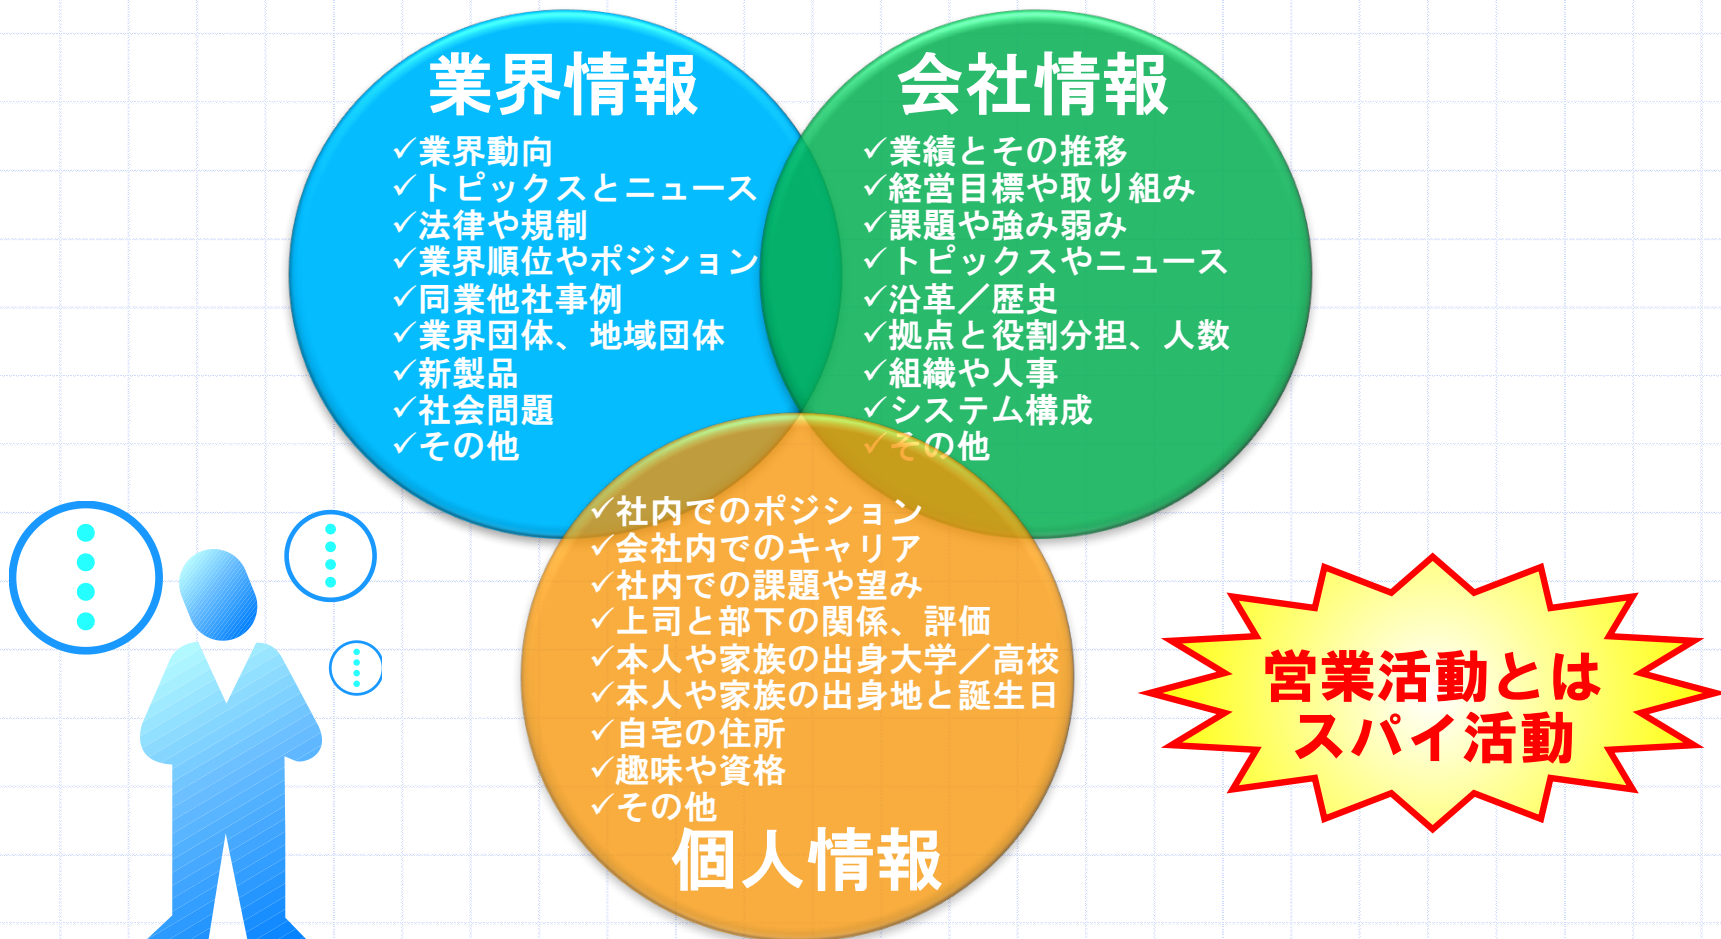 業界情報
✓業界動向
✓トピックスとニュース
✓法律や規制
✓業界順位やポジション
✓同業他社事例
✓業界団体、地域団体
✓新製品
✓社会問題
✓その他
会社情報
✓業績とその推移
✓経営目標や取り組み
✓課題や強み弱み
✓トピックスやニュース
✓沿革／歴史
✓拠点と役割分担、人数
✓組織や人事
✓システム構成
✓その他
✓社内でのポジション
✓会社内でのキャリア
✓社内での課題や望み
✓上司と部下の関係、評価
✓本人や家族の出身大学／高校
✓本人や家族の出身地と誕生日
✓自宅の住所
✓趣味や資格
✓その他
個人情報
営業活動とは
スパイ活動